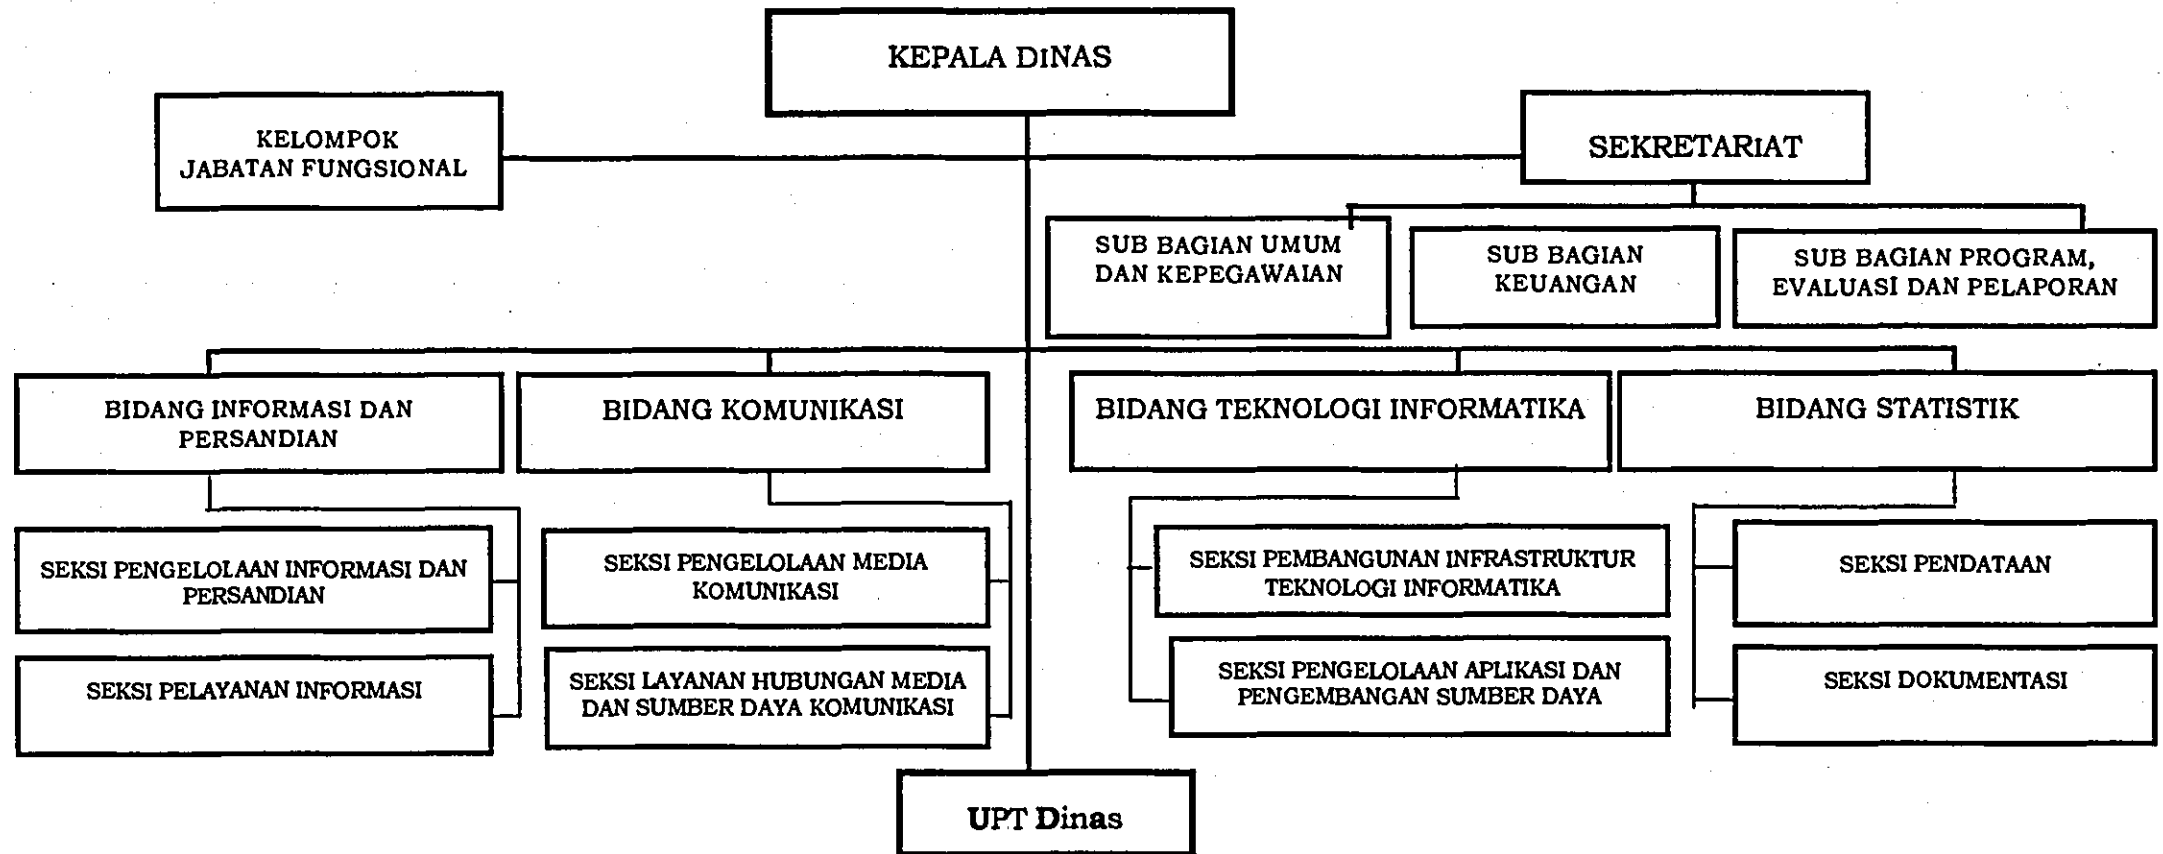 KEPALA DINAS
KELOMPOK
JABATAN FUNGSIONAL
SEKRETARIAT
SUB BAGIAN UMUM
DAN KEPEGAWAIAN
SUB BAGIAN
KEUANGAN
SUB BAGIAN PROGRAM,
EVALUASI DAN PELAPORAN
BIDANG INFORMASI DAN
PERSANDIAN
BIDANG KOMUNIKASI
BIDANG TEKNOLOGI INFORMATIKA
BIDANG STATISTIK
SEKSI PENGELOLAAN INFORMASI DAN
PERSANDIAN
SEKSI PENGELOLAAN MEDIA
KOMUNIKASI
SEKSI PEMBANGUNAN INFRASTRUKTUR
TEKNOLOGI INFORMATIKA
SEKSI PENDATAAN
SEKSI PELAYANAN INFORMASI
SEKSI LAYANAN HUBUNGAN MEDIA
DAN SUMBER DAYA KOMUNIKASI
SEKSI PENGELOLAAN APLIKASI DAN
PENGEMBANGAN SUMBER DAYA
SEKSI DOKUMENTASI
UPT Dinas